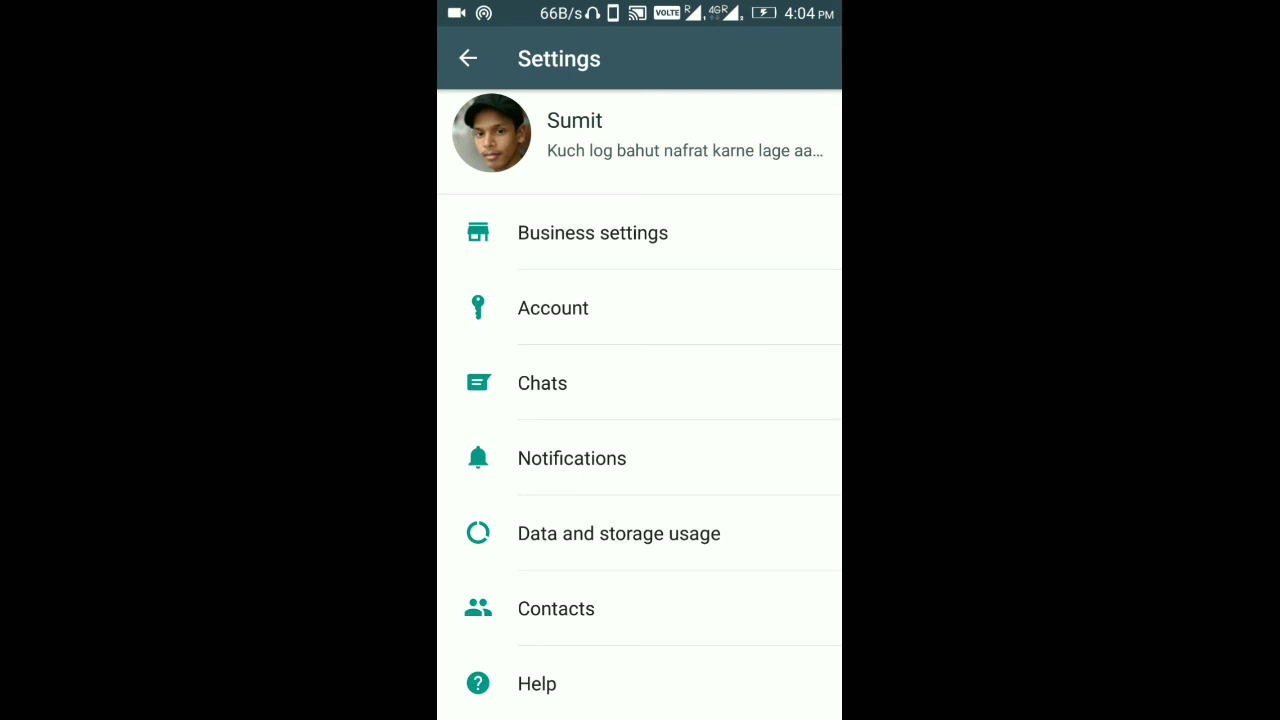 66B/s VOLTE R 4GR 4:04 PM
Settings
Sumit
Kuch log bahut nafrat karne lage aa...
Business settings
Account
Chats
Notifications
Data and storage usage
Contacts
Help